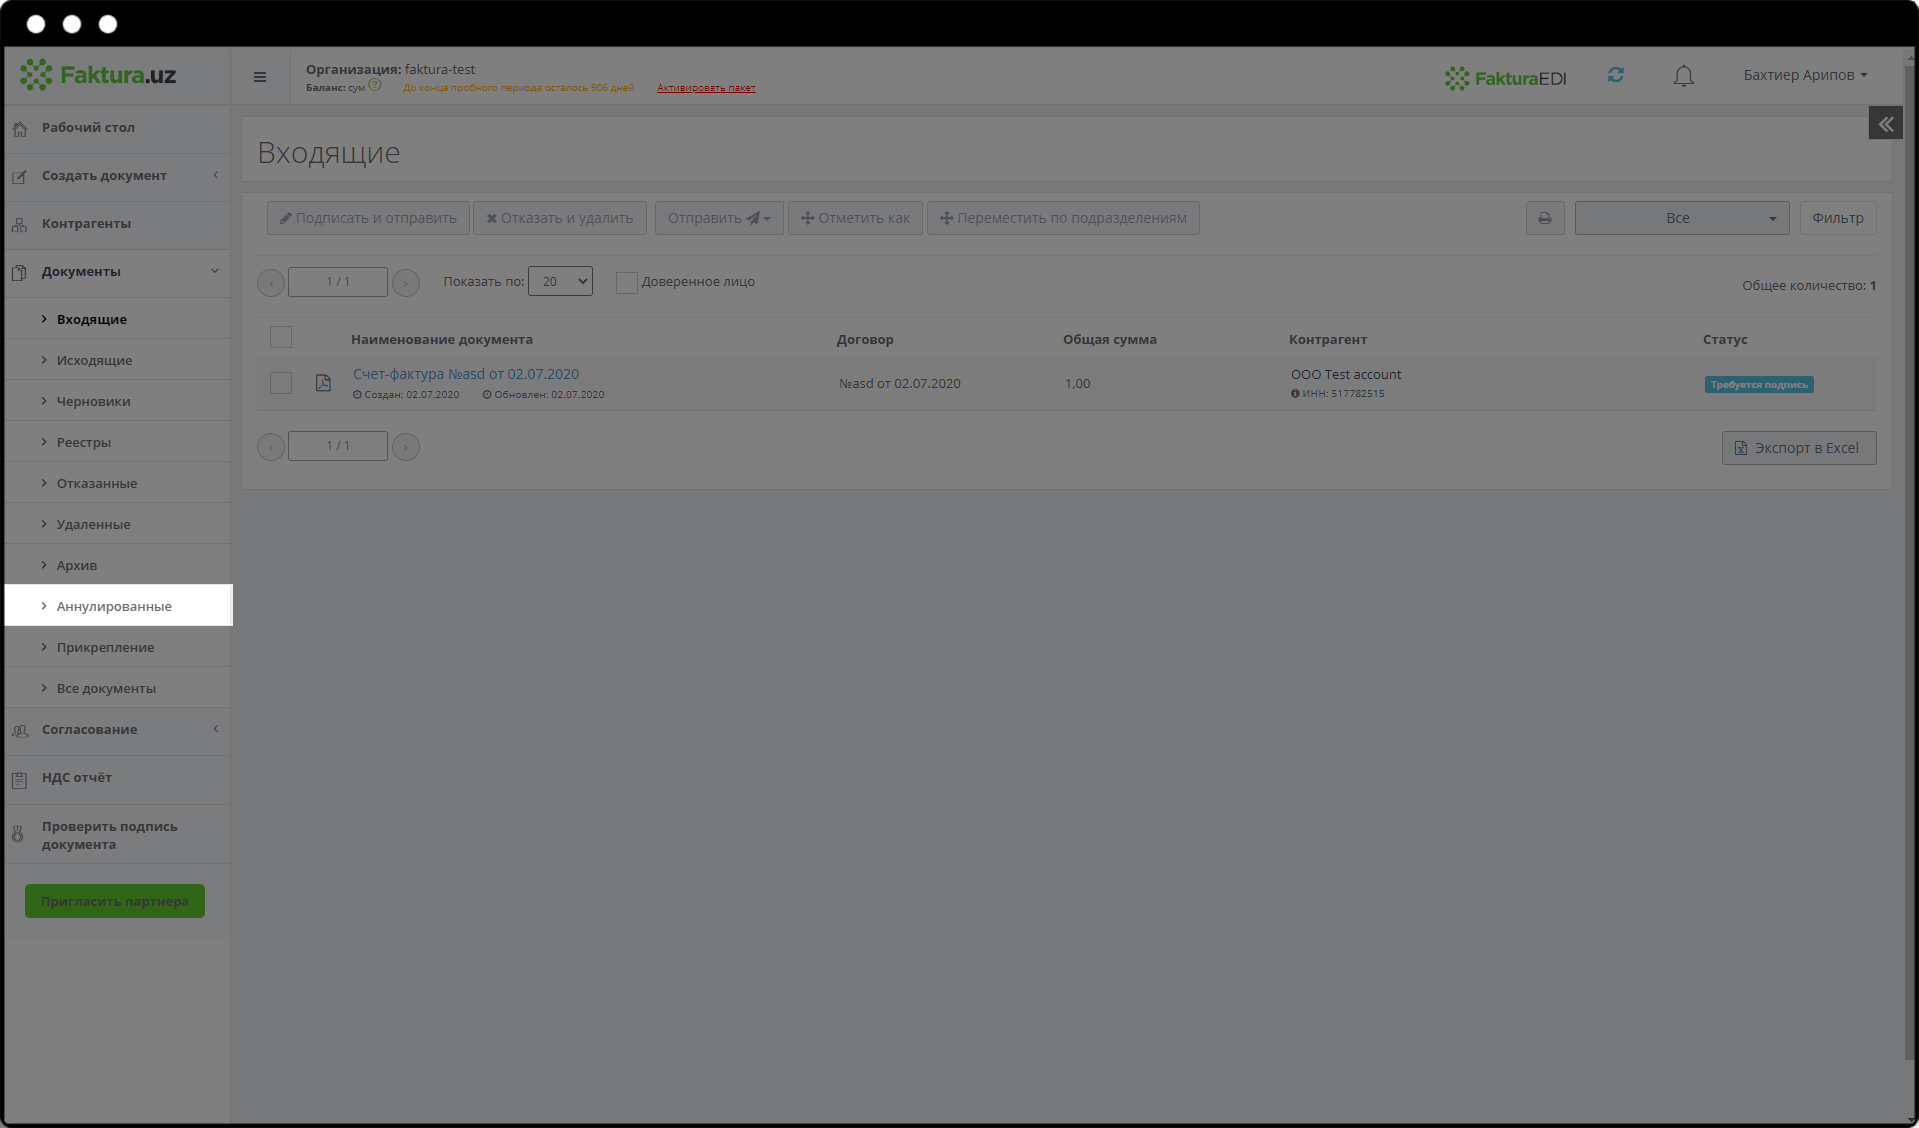 Faktura.uz
Организация: faktura-test
Баланс: сум ? До конца пробного периода осталось 906 дней Активировать пакет
FakturaEDI
Бахтиер Арипов
Рабочий стол
Создать документ
Контрагенты
Документы
Входящие
Исходящие
Черновики
Реестры
Отказанные
Удаленные
Архив
Аннулированные
Прикрепление
Все документы
Согласование
НДС отчёт
Проверить подпись
документа
Пригласить партнера
Входящие
Подписать и отправить Отказать и удалить Отправить Отметить как Переместить по подразделениям Все Фильтр
‹ 1 / 1 › Показать по: 20 Доверенное лицо Общее количество: 1
Наименование документа Договор Общая сумма Контрагент Статус
Счет-фактура №asd от 02.07.2020 №asd от 02.07.2020 1,00 ООО Test account Требуется подпись
Создан: 02.07.2020 Обновлен: 02.07.2020 ИНН: 517782515
‹ 1 / 1 › Экспорт в Excel